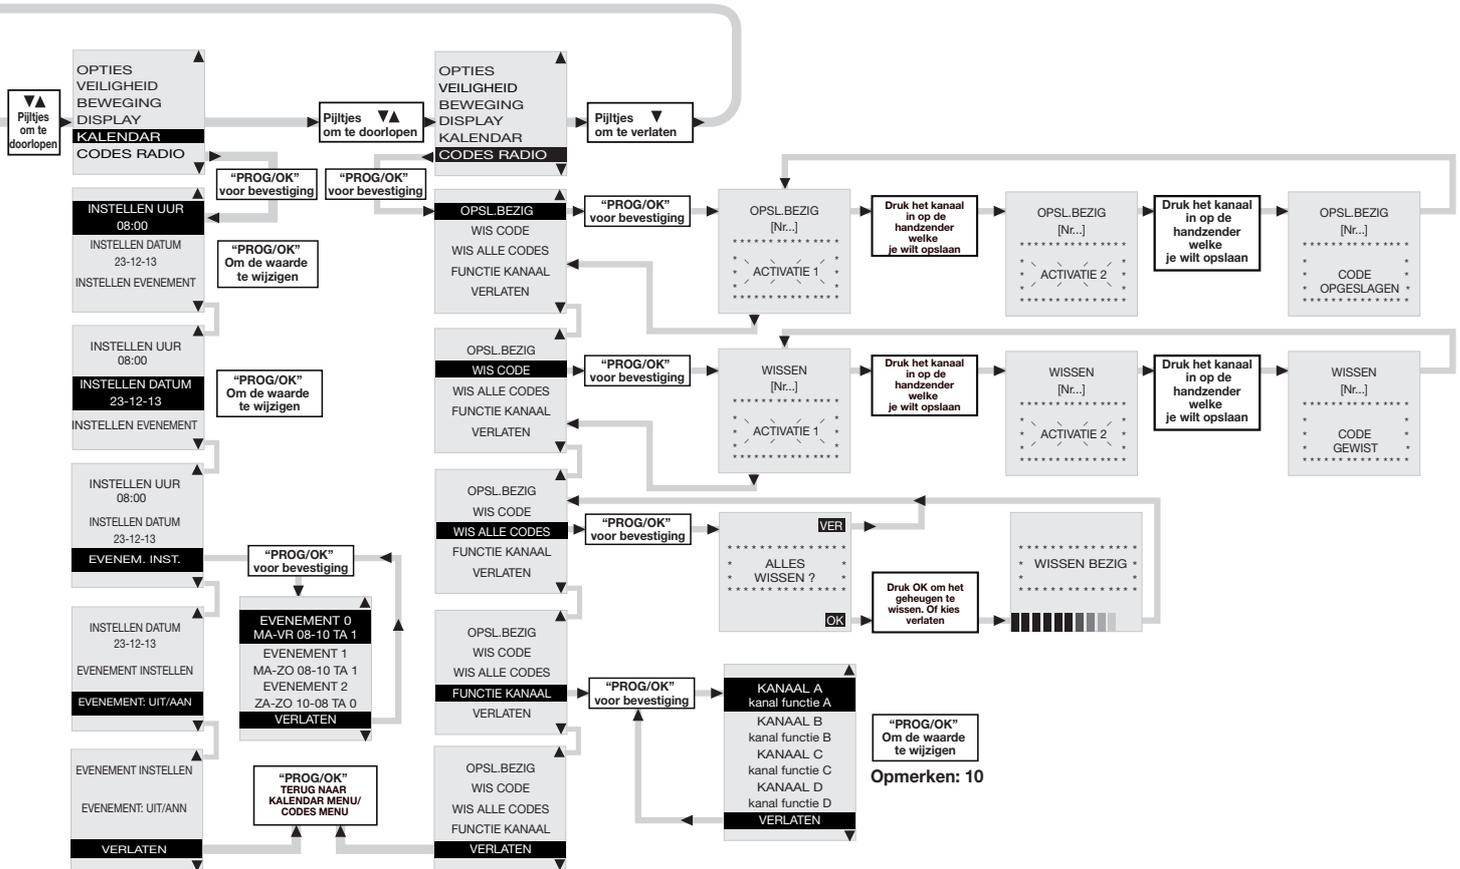 ▼▲
Pijltjes
om te
doorlopen
OPTIES
VEILIGHEID
BEWEGING
DISPLAY
KALENDAR
CODES RADIO
Pijltjes ▼▲
om te doorlopen
OPTIES
VEILIGHEID
BEWEGING
DISPLAY
KALENDAR
CODES RADIO
Pijltjes ▼
om te verlaten
“PROG/OK”
voor bevestiging
“PROG/OK”
voor bevestiging
INSTELLEN UUR
08:00
INSTELLEN DATUM
23-12-13
INSTELLEN EVENEMENT
“PROG/OK”
Om de waarde
te wijzigen
INSTELLEN UUR
08:00
INSTELLEN DATUM
23-12-13
INSTELLEN EVENEMENT
“PROG/OK”
Om de waarde
te wijzigen
INSTELLEN UUR
08:00
INSTELLEN DATUM
23-12-13
EVENEM. INST.
“PROG/OK”
voor bevestiging
EVENEMENT 0
MA-VR 08-10 TA 1
EVENEMENT 1
MA-ZO 08-10 TA 1
EVENEMENT 2
ZA-ZO 10-08 TA 0
VERLATEN
INSTELLEN DATUM
23-12-13
EVENEMENT INSTELLEN
EVENEMENT: UIT/AAN
EVENEMENT INSTELLEN
EVENEMENT: UIT/ANN
VERLATEN
“PROG/OK”
TERUG NAAR
KALENDAR MENU/
CODES MENU
OPSL.BEZIG
WIS CODE
WIS ALLE CODES
FUNCTIE KANAAL
VERLATEN
“PROG/OK”
voor bevestiging
OPSL.BEZIG
[Nr...]
ACTIVATIE 1
Druk het kanaal
in op de
handzender
welke
je wilt opslaan
OPSL.BEZIG
[Nr...]
ACTIVATIE 2
Druk het kanaal
in op de
handzender
welke
je wilt opslaan
OPSL.BEZIG
[Nr...]
CODE
OPGESLAGEN
OPSL.BEZIG
WIS CODE
WIS ALLE CODES
FUNCTIE KANAAL
VERLATEN
“PROG/OK”
voor bevestiging
WISSEN
[Nr...]
ACTIVATIE 1
Druk het kanaal
in op de
handzender
welke
je wilt opslaan
WISSEN
[Nr...]
ACTIVATIE 2
Druk het kanaal
in op de
handzender
welke
je wilt opslaan
WISSEN
[Nr...]
CODE
GEWIST
OPSL.BEZIG
WIS CODE
WIS ALLE CODES
FUNCTIE KANAAL
VERLATEN
“PROG/OK”
voor bevestiging
VER
ALLES
WISSEN ?
OK
Druk OK om het
geheugen te
wissen. Of kies
verlaten
WISSEN BEZIG
OPSL.BEZIG
WIS CODE
WIS ALLE CODES
FUNCTIE KANAAL
VERLATEN
“PROG/OK”
voor bevestiging
KANAAL A
kanal functie A
KANAAL B
kanal functie B
KANAAL C
kanal functie C
KANAAL D
kanal functie D
VERLATEN
“PROG/OK”
Om de waarde
te wijzigen
Opmerken: 10
OPSL.BEZIG
WIS CODE
WIS ALLE CODES
FUNCTIE KANAAL
VERLATEN